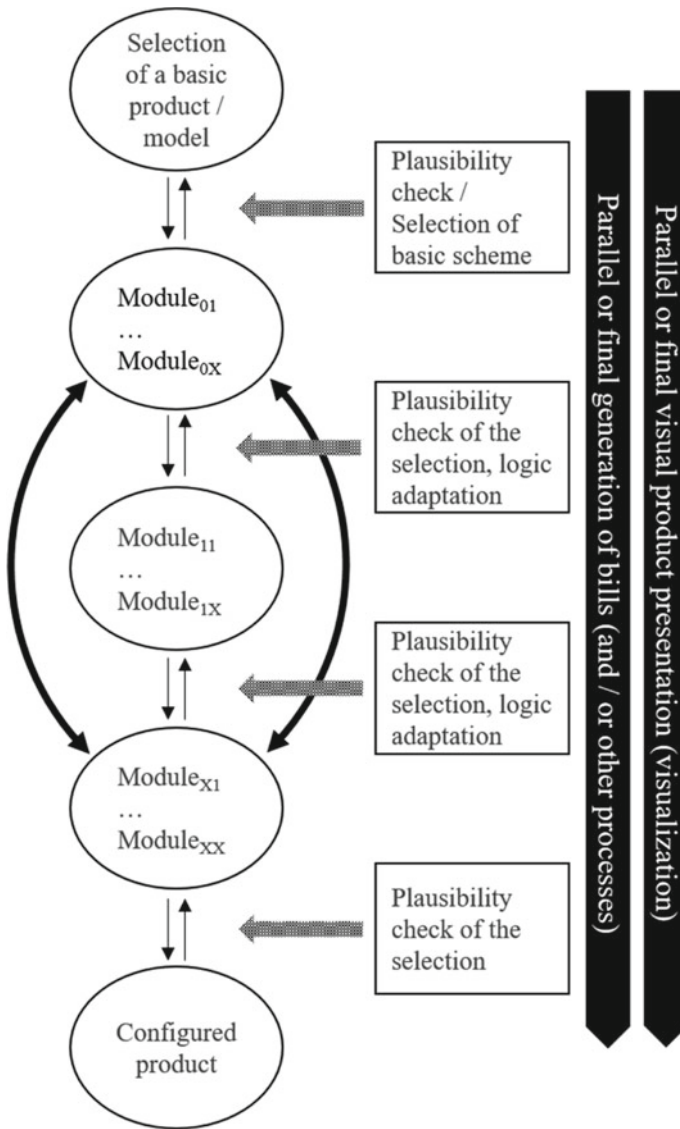 Selection
of a basic
product /
model
Plausibility
check /
Selection of
basic scheme
Module₀₁
…
Module₀ₓ
Plausibility
check of the
selection, logic
adaptation
Module₁₁
…
Module₁ₓ
Plausibility
check of the
selection, logic
adaptation
Moduleₓ₁
…
Moduleₓₓ
Plausibility
check of the
selection
Configured
product
Parallel or final generation of bills (and / or other processes)
Parallel or final visual product presentation (visualization)